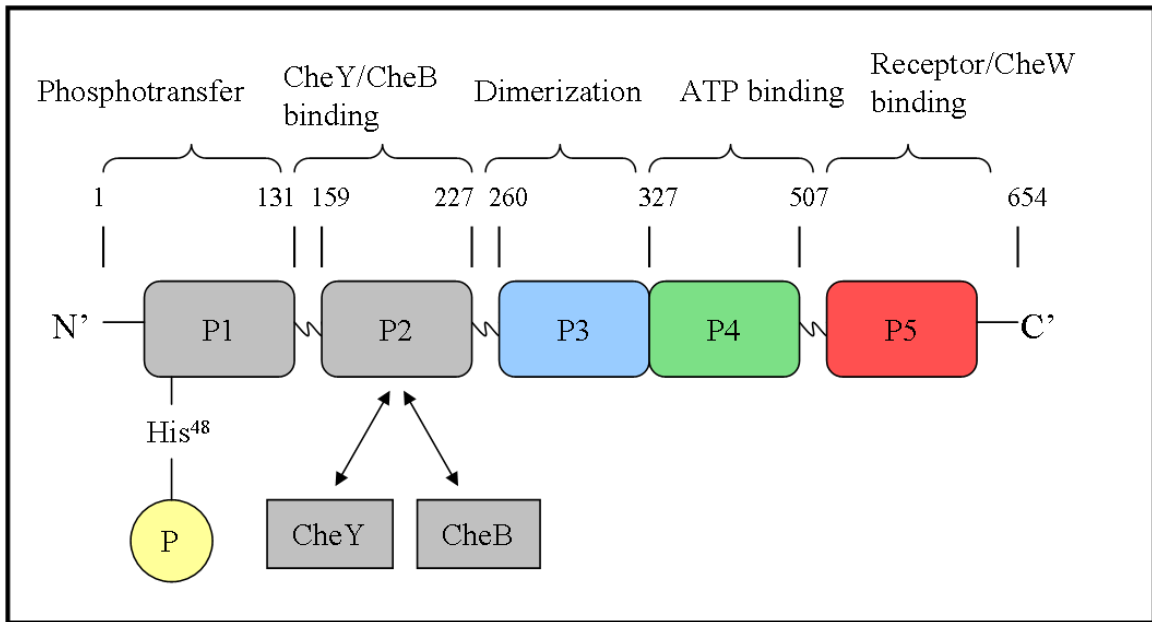 Phosphotransfer
CheY/CheB
binding
Dimerization
ATP binding
Receptor/CheW
binding
1
131
159
227
260
327
507
654
N’
P1
P2
P3
P4
P5
C’
His⁴⁸
P
CheY
CheB